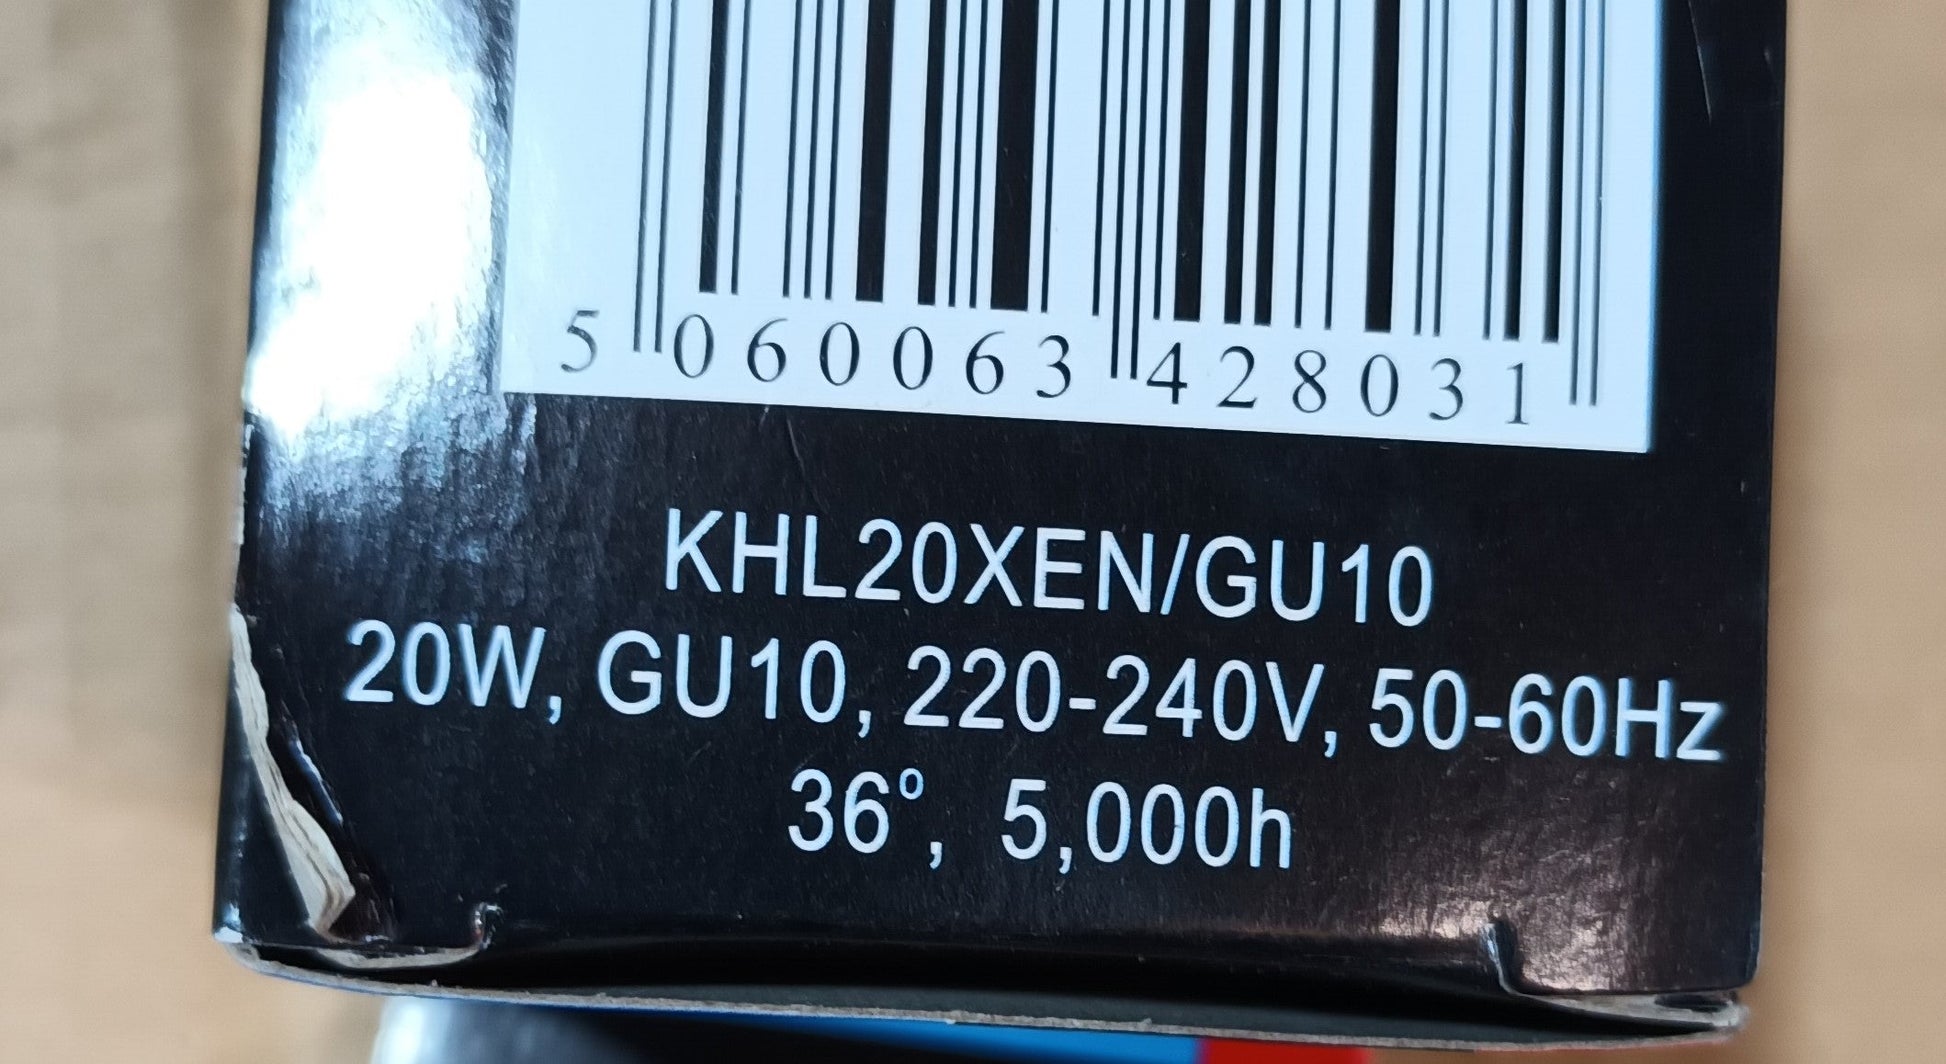 5 060063 428031
KHL20XEN/GU10
20W, GU10, 220-240V, 50-60Hz
36°, 5,000h